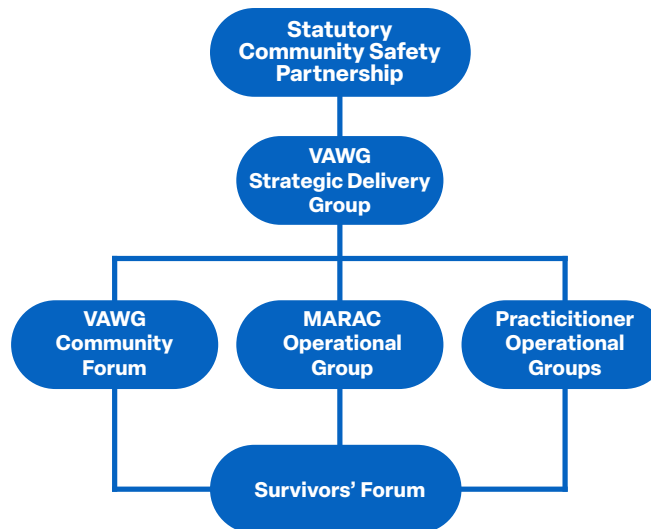 Statutory
Community Safety
Partnership
VAWG
Strategic Delivery
Group
VAWG
Community
Forum
MARAC
Operational
Group
Practicitioner
Operational
Groups
Survivors’ Forum